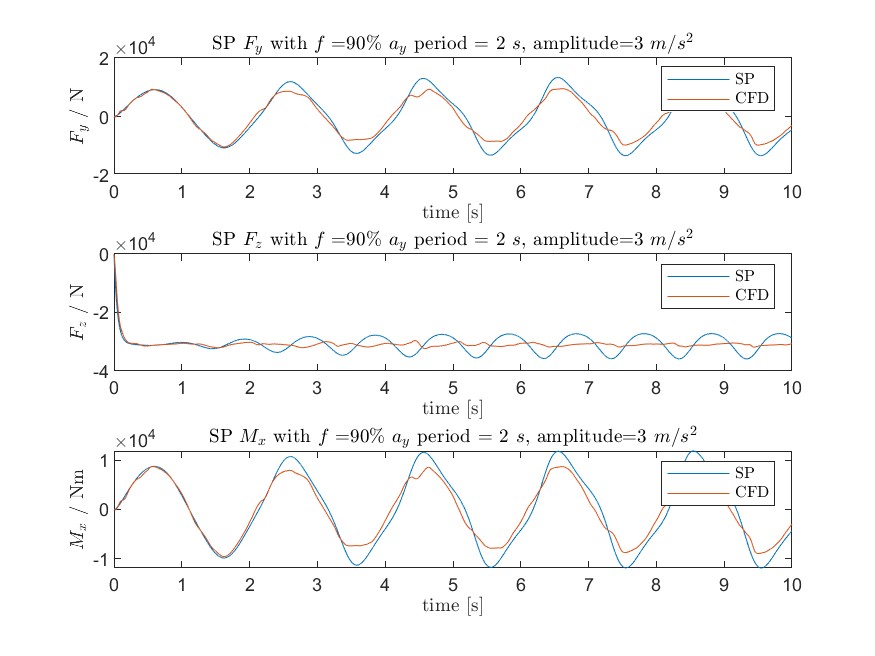 SP F_y with f =90% a_y period = 2 s, amplitude=3 m/s^2
×10^4
2
0
-2
F_y / N
SP
CFD
0 1 2 3 4 5 6 7 8 9 10
time [s]
SP F_z with f =90% a_y period = 2 s, amplitude=3 m/s^2
×10^4
0
-2
-4
F_z / N
SP
CFD
0 1 2 3 4 5 6 7 8 9 10
time [s]
SP M_x with f =90% a_y period = 2 s, amplitude=3 m/s^2
×10^4
1
0
-1
M_x / Nm
SP
CFD
0 1 2 3 4 5 6 7 8 9 10
time [s]